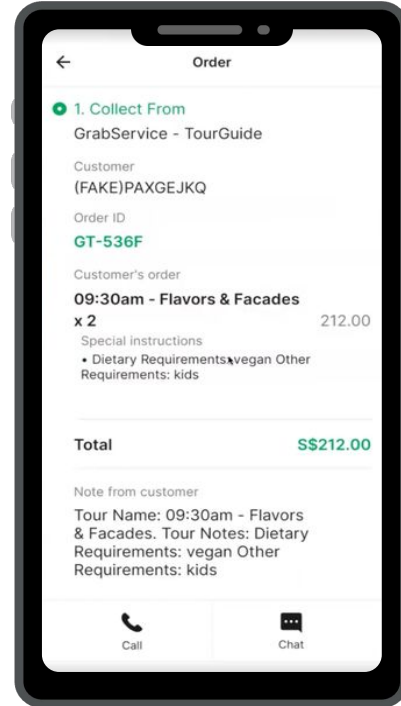 Order
1. Collect From
GrabService - TourGuide
Customer
(FAKE)PAXGEJKQ
Order ID
GT-536F
Customer's order
09:30am - Flavors & Facades
x 2 212.00
Special instructions
• Dietary Requirements:vegan Other
Requirements: kids
Total S$212.00
Note from customer
Tour Name: 09:30am - Flavors
& Facades. Tour Notes: Dietary
Requirements: vegan Other
Requirements: kids
Call Chat